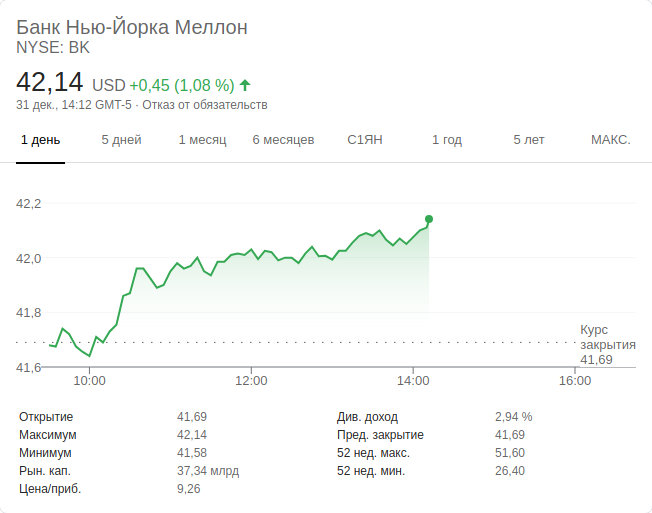 Банк Нью-Йорка Меллон
NYSE: BK
42,14 USD +0,45 (1,08 %)
31 дек., 14:12 GMT-5 · Отказ от обязательств
1 день 5 дней 1 месяц 6 месяцев С1ЯН 1 год 5 лет МАКС.
42,2
42,0
41,8
41,6
Курс
закрытия
41,69
10:00 12:00 14:00 16:00
Открытие 41,69 Див. доход 2,94 %
Максимум 42,14 Пред. закрытие 41,69
Минимум 41,58 52 нед. макс. 51,60
Рын. кап. 37,34 млрд 52 нед. мин. 26,40
Цена/приб. 9,26